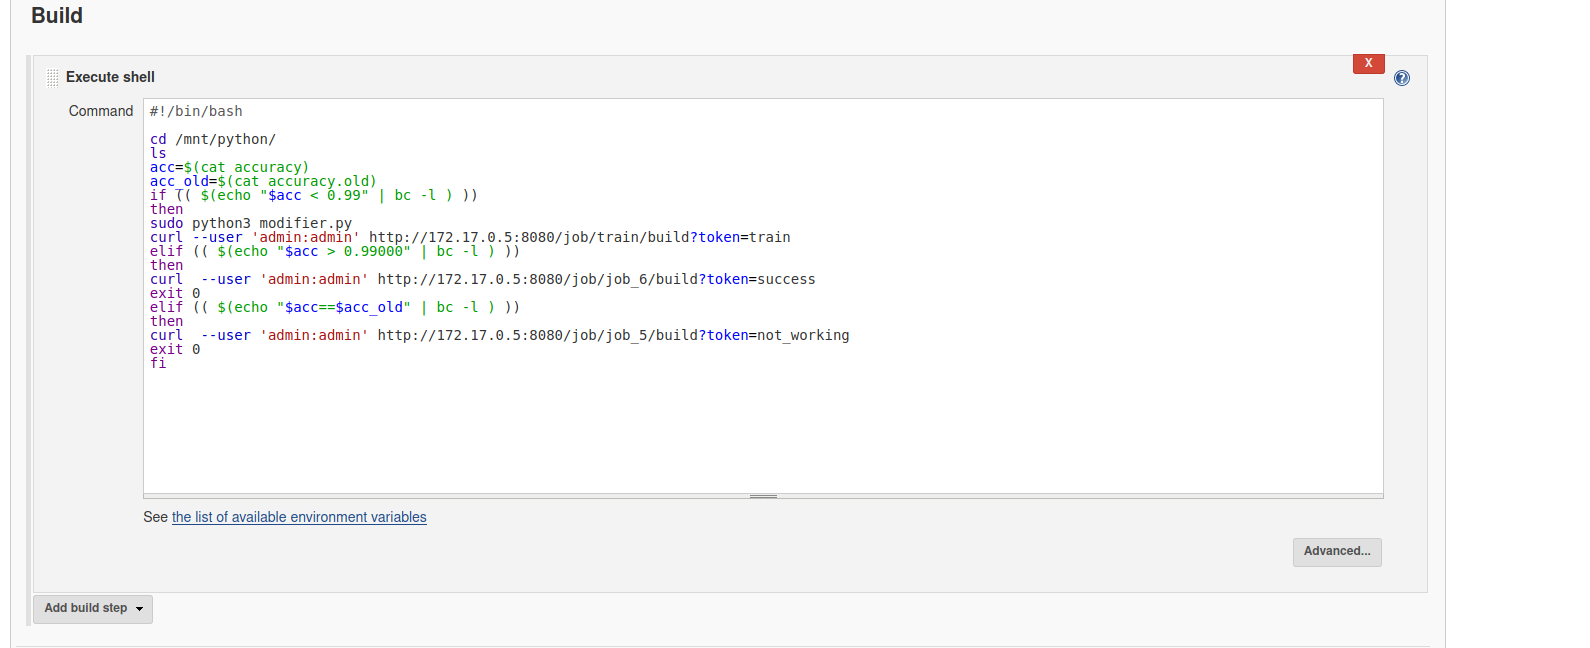 Build
X
Execute shell
?
Command
#!/bin/bash
cd /mnt/python/
ls
acc=$(cat accuracy)
acc_old=$(cat accuracy.old)
if (( $(echo "$acc < 0.99" | bc -l ) ))
then
sudo python3 modifier.py
curl --user 'admin:admin' http://172.17.0.5:8080/job/train/build?token=train
elif (( $(echo "$acc > 0.99000" | bc -l ) ))
then
curl  --user 'admin:admin' http://172.17.0.5:8080/job/job_6/build?token=success
exit 0
elif (( $(echo "$acc==$acc_old" | bc -l ) ))
then
curl  --user 'admin:admin' http://172.17.0.5:8080/job/job_5/build?token=not_working
exit 0
fi
See the list of available environment variables
Advanced...
Add build step